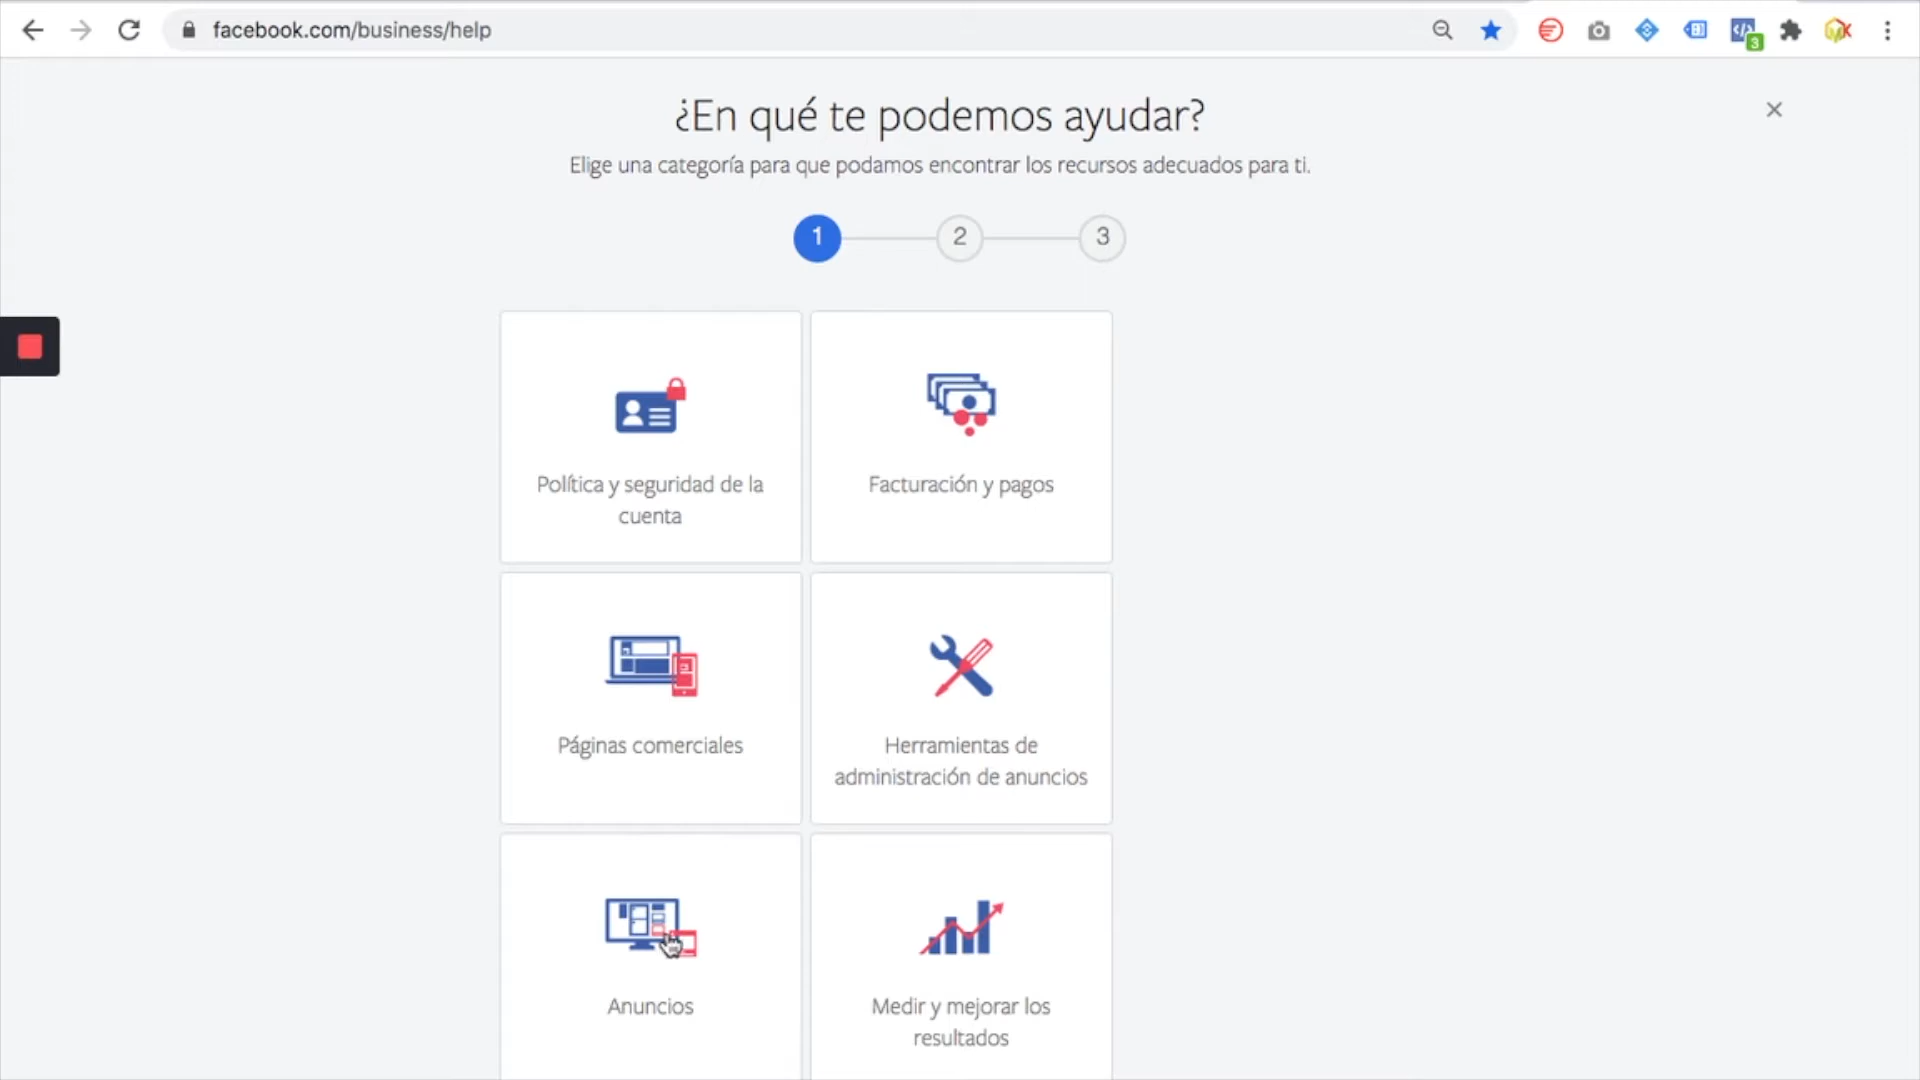 facebook.com/business/help
3
¿En qué te podemos ayudar?
Elige una categoría para que podamos encontrar los recursos adecuados para ti.
1 2 3
Política y seguridad de la
cuenta
Facturación y pagos
Páginas comerciales
Herramientas de
administración de anuncios
Anuncios
Medir y mejorar los
resultados